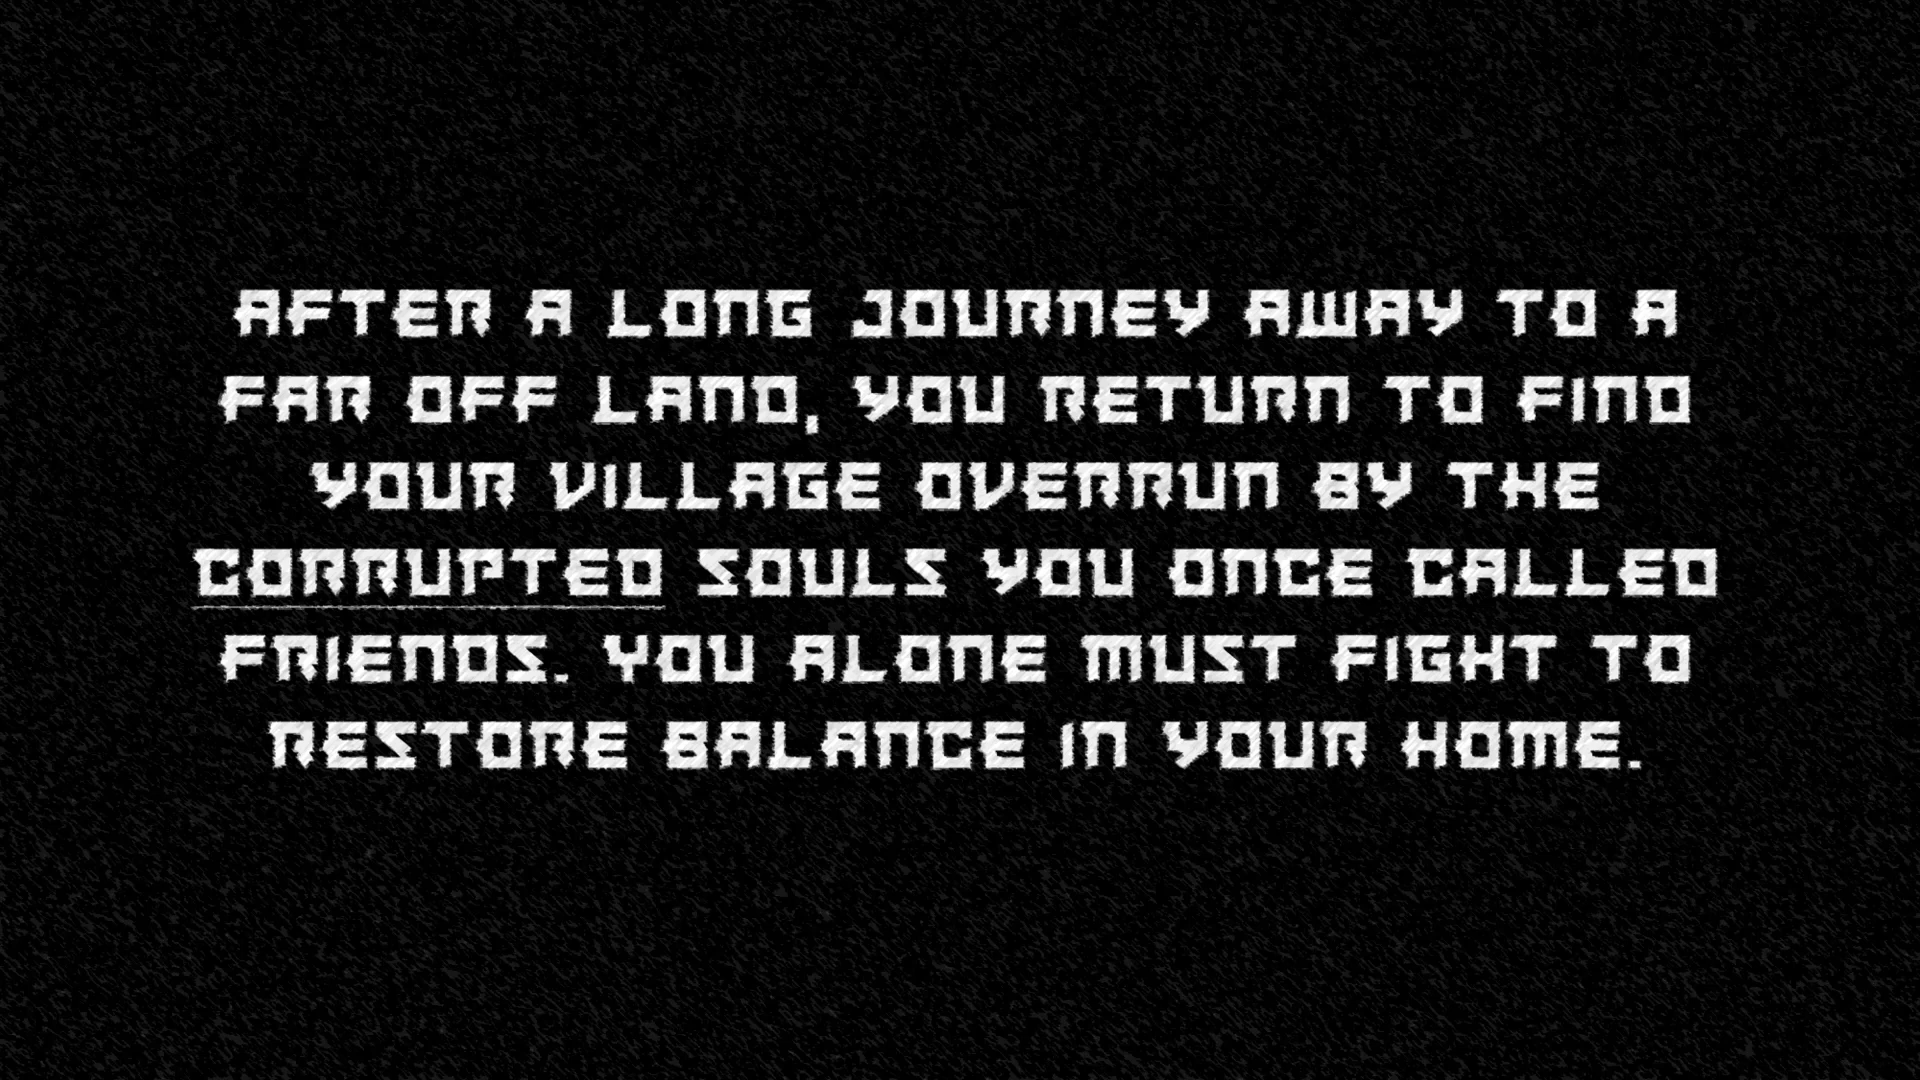 AFTER A LONG JOURNEY AWAY TO A
FAR OFF LAND, YOU RETURN TO FIND
YOUR VILLAGE OVERRUN BY THE
CORRUPTED SOULS YOU ONCE CALLED
FRIENDS. YOU ALONE MUST FIGHT TO
RESTORE BALANCE IN YOUR HOME.